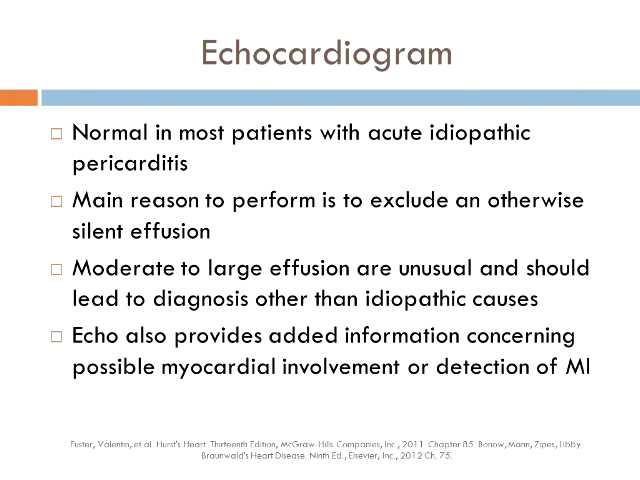 Echocardiogram
Normal in most patients with acute idiopathic
pericarditis
Main reason to perform is to exclude an otherwise
silent effusion
Moderate to large effusion are unusual and should
lead to diagnosis other than idiopathic causes
Echo also provides added information concerning
possible myocardial involvement or detection of MI
Fuster, Valentin, et al. Hurst's Heart. Thirteenth Edition, McGraw-Hills Companies, Inc., 2011. Chapter 85. Bonow, Mann, Zipes, Libby
Braunwald's Heart Disease. Ninth Ed., Elsevier, Inc., 2012 Ch. 75.